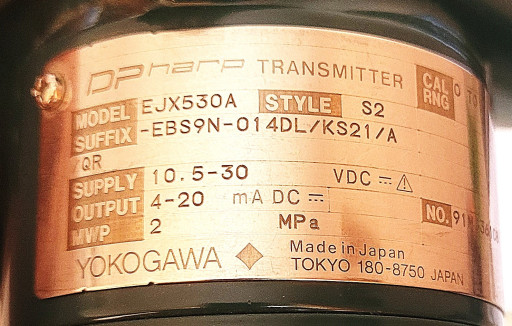 DPharp TRANSMITTER CAL RNG 0
MODEL EJX530A STYLE S2
SUFFIX -EBS9N-014DL/KS21/A
/QR
SUPPLY 10.5-30 VDC
OUTPUT 4-20 mA DC
MWP 2 MPa NO.
YOKOGAWA Made in Japan
TOKYO 180-8750 JAPAN